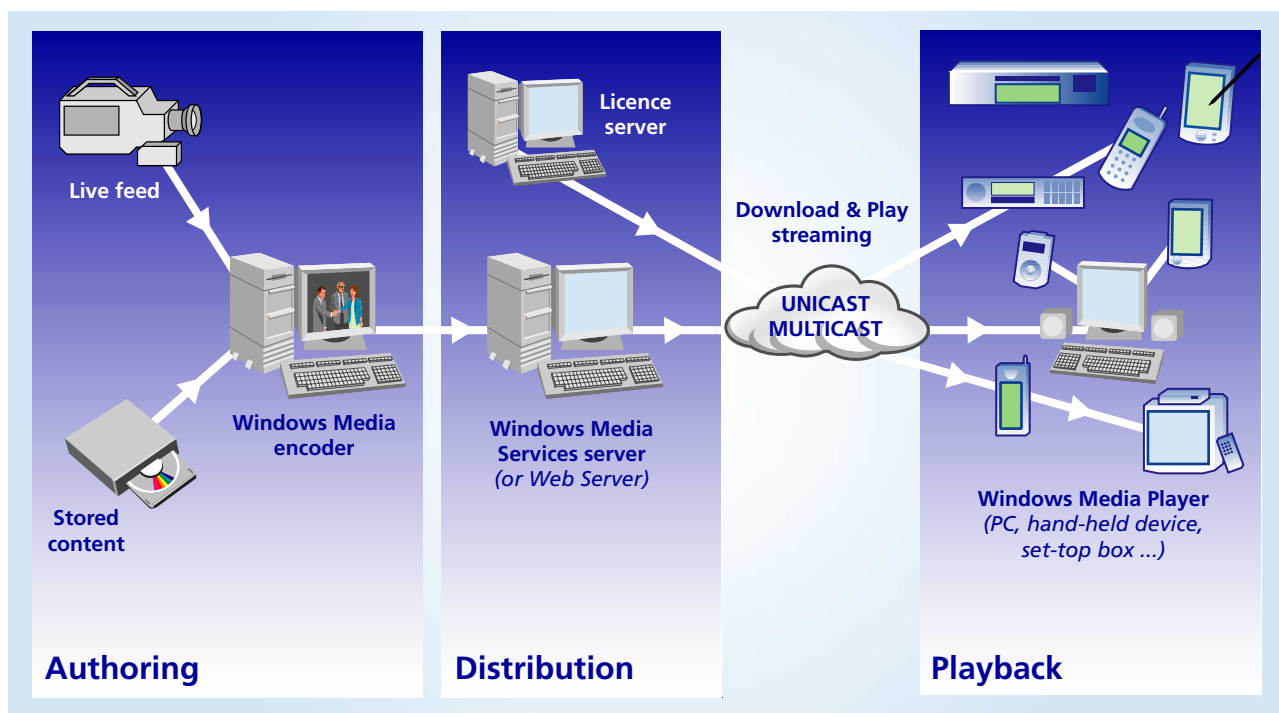 Live feed
Windows Media
encoder
Stored
content
Authoring
Licence
server
Windows Media
Services server
(or Web Server)
Distribution
Download & Play
streaming
UNICAST
MULTICAST
Windows Media Player
(PC, hand-held device,
set-top box ...)
Playback